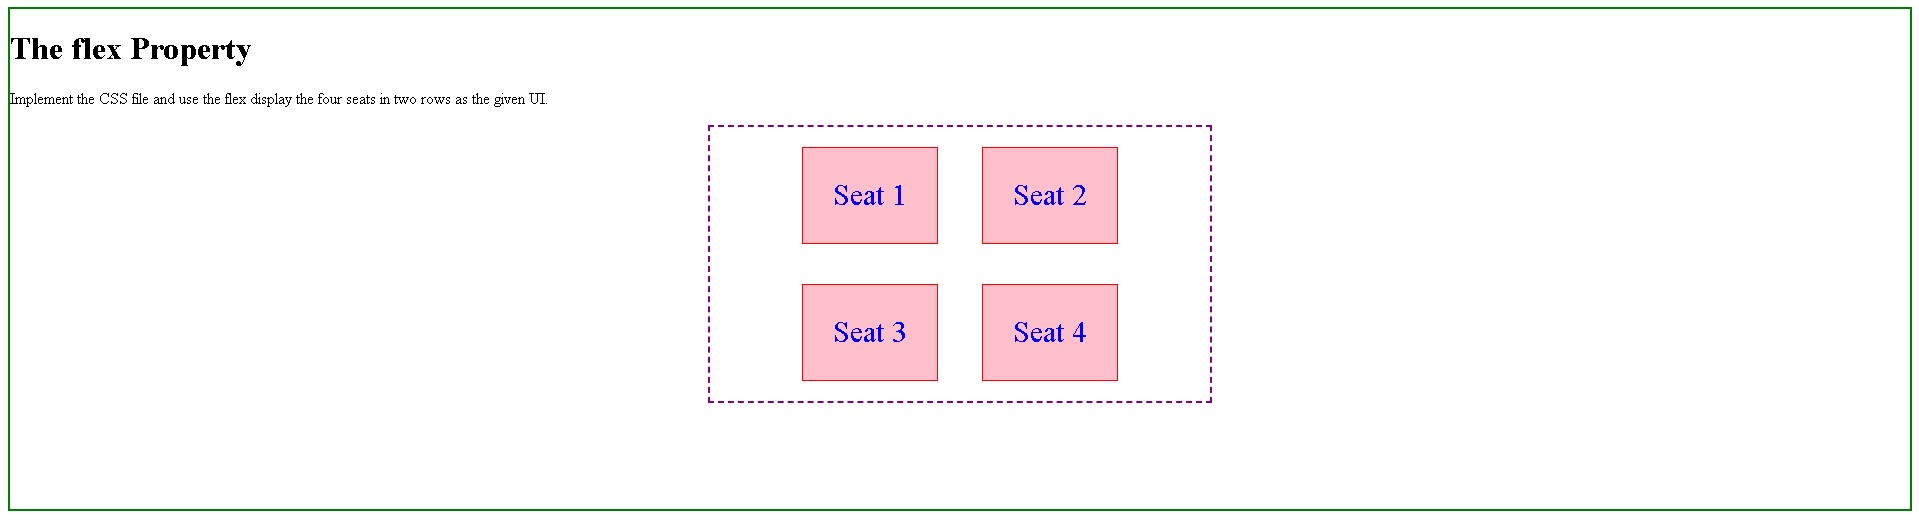 The flex Property
Implement the CSS file and use the flex display the four seats in two rows as the given UI.
Seat 1
Seat 2
Seat 3
Seat 4